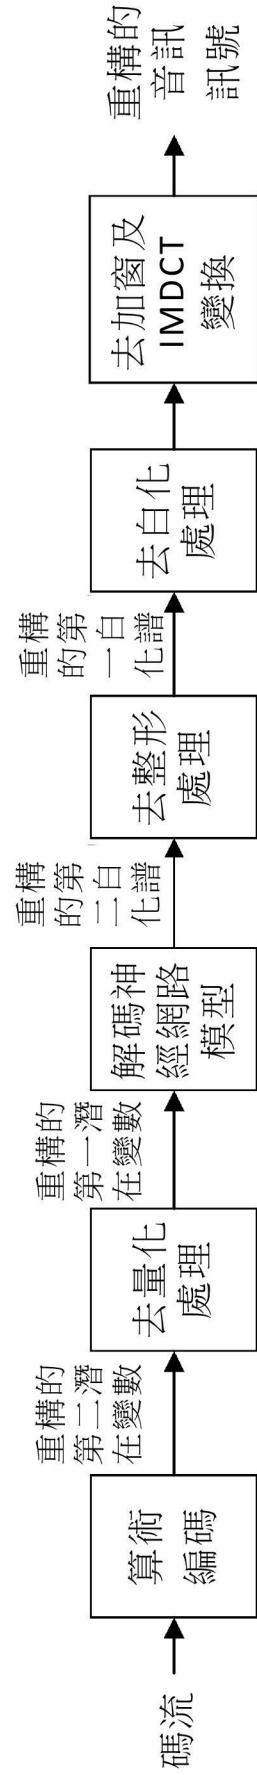 碼流
算術
編碼
重構的
第二潛
在變數
去量化
處理
重構的
第一潛
在變數
解碼神
經網路
模型
重構
的第
二白
化譜
去整形
處理
重構
的第
一白
化譜
去白化
處理
去加窗及
IMDCT
變換
重構的
音訊
訊號